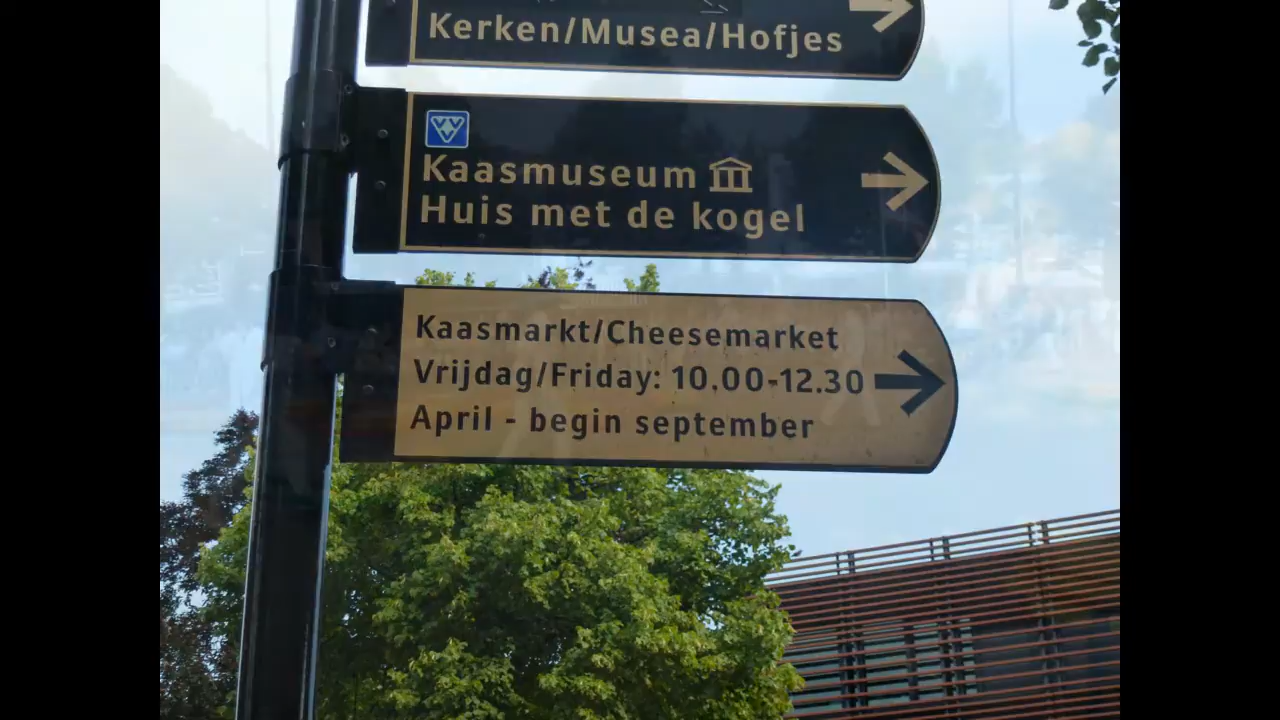 Kerken/Musea/Hofjes
Kaasmuseum
Huis met de kogel
Kaasmarkt/Cheesemarket
Vrijdag/Friday: 10.00-12.30
April - begin september